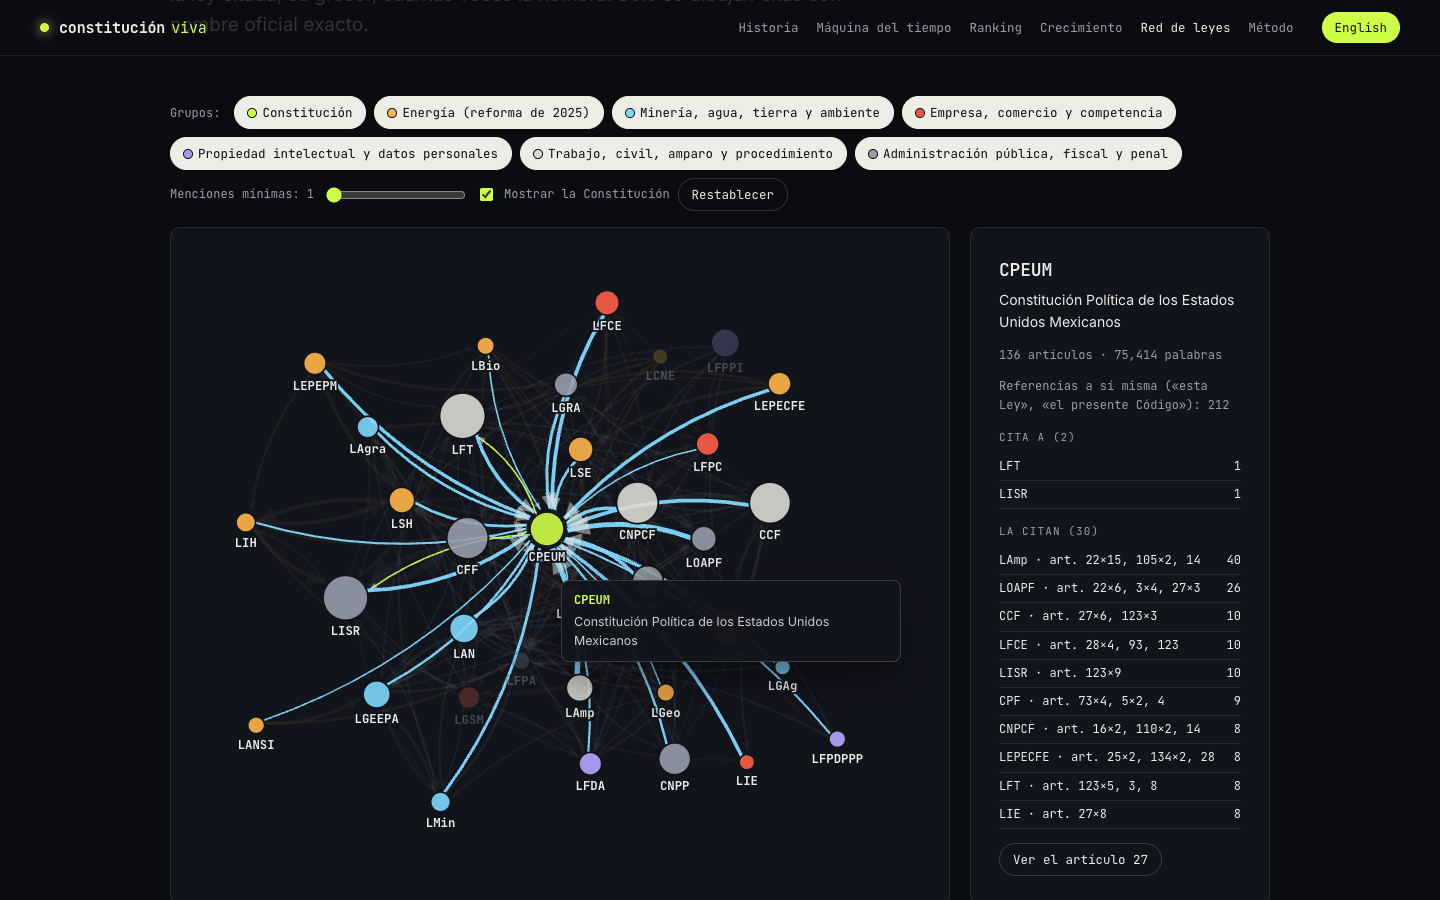 constitución viva
Historia Máquina del tiempo Ranking Crecimiento Red de leyes Método English
nombre oficial exacto.
Grupos: Constitución Energía (reforma de 2025) Minería, agua, tierra y ambiente Empresa, comercio y competencia
Propiedad intelectual y datos personales Trabajo, civil, amparo y procedimiento Administración pública, fiscal y penal
Menciones mínimas: 1 Mostrar la Constitución Restablecer
LFCE
LBio
LCNE
LFPPI
LEPEPM
LGRA
LEPECFE
LAgra
LFT
LSE
LFPC
LSH
CNPCF
CCF
LIH
CFF
CPEUM
LOAPF
CPEUM
Constitución Política de los Estados Unidos
Mexicanos
LISR
LAN
LFPA
LGAg
LGEEPA
LGSM
LAmp
LGeo
LANSI
LFPDPPP
LFDA
CNPP
LIE
LMin
CPEUM
Constitución Política de los Estados
Unidos Mexicanos
136 artículos · 75,414 palabras
Referencias a sí misma («esta
Ley», «el presente Código»): 212
CITA A (2)
LFT 1
LISR 1
LA CITAN (30)
LAmp · art. 22×15, 105×2, 14 40
LOAPF · art. 22×6, 3×4, 27×3 26
CCF · art. 27×6, 123×3 10
LFCE · art. 28×4, 93, 123 10
LISR · art. 123×9 10
CPF · art. 73×4, 5×2, 4 9
CNPCF · art. 16×2, 110×2, 14 8
LEPECFE · art. 25×2, 134×2, 28 8
LFT · art. 123×5, 3, 8 8
LIE · art. 27×8 8
Ver el artículo 27